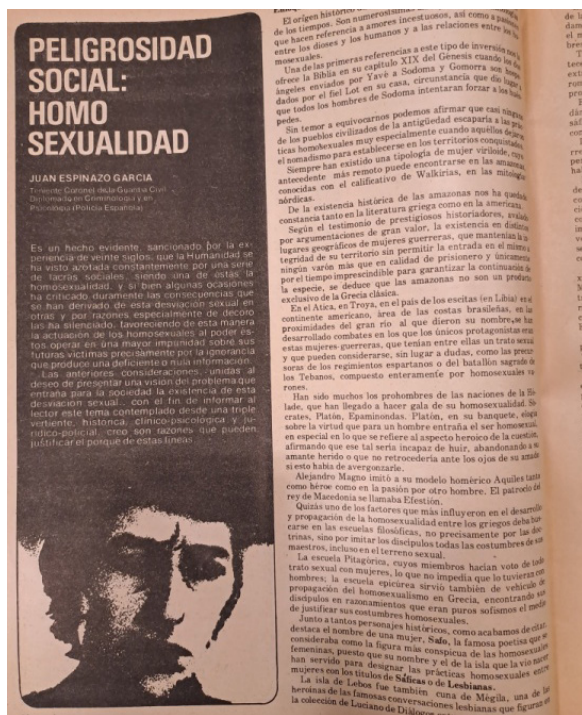 PELIGROSIDAD
SOCIAL:
HOMO
SEXUALIDAD
JUAN ESPINAZO GARCIA
Teniente Coronel de la Guardia Civil
Diplomado en Criminología y en
Psicología (Policía Española)
Es un hecho evidente, sancionado por la ex-
periencia de veinte siglos, que la Humanidad se
ha visto azotada constantemente por una serie
de lacras sociales, siendo una de éstas la
homosexualidad, y si bien algunas ocasiones
ha criticado duramente las consecuencias que
se han derivado de esta desviación sexual en
otras y por razones especialmente de decoro
las ha silenciado, favoreciendo de esta manera
la actuación de los homosexuales al poder és-
tos operar en una mayor impunidad sobre sus
futuras víctimas precisamente por la ignorancia
que produce una deficiente o nula información.
Las anteriores consideraciones, unidas al
deseo de presentar una visión del problema que
entraña para la sociedad la existencia de esta
desviación sexual... con el fin de informar al
lector este tema contemplado desde una triple
vertiente, histórica, clínico-psicológica y ju-
rídico-policial, creo son razones que pueden
justificar el porqué de estas líneas.
El orígen histórico
de los tiempos. Son numerosísimas
que hacen referencia a amores incestuosos, así como a
entre los dioses y los humanos y a las relaciones entre los
mosexuales.
Una de las primeras referencias a este tipo de inversión nos la
ofrece la Biblia en su capítulo XIX del Génesis cuando los dos
ángeles enviados por Yavé a Sodoma y Gomorra son
dados por el fiel Lot en su casa, circunstancia que dio lugar a
que todos los hombres de Sodoma intentaran forzar a los
pedes.
Sin temor a equivocarnos podemos afirmar que casi ninguno
de los pueblos civilizados de la antigüedad escaparía a las prác-
ticas homosexuales muy especialmente cuando aquéllos dejaron
el nomadismo para establecerse en los territorios conquistados.
Siempre han existido una tipología de mujer viriloide, cuyo
antecedente más remoto puede encontrarse en las amazonas,
conocidas con el calificativo de Walkirias, en las mitologías
nórdicas.
De la existencia histórica de las amazonas nos ha quedado
constancia tanto en la literatura griega como en la americana.
Según el testimonio de prestigiosos historiadores, avalado
por argumentaciones de gran valor, la existencia en distintos
lugares geográficos de mujeres guerreras, que mantenían la in-
tegridad de su territorio sin permitir la entrada en el mismo a
ningún varón más que en calidad de prisionero y únicamente
por el tiempo imprescindible para garantizar la continuación de
la especie, se deduce que las amazonas no son un producto
exclusivo de la Grecia clásica.
En el Ática, en Troya, en el país de los escitas (en Libia) en el
continente americano, área de las costas brasileñas, en las
proximidades del gran río al que dieron su nombre, se han
desarrollado combates en los que los únicos protagonistas eran
estas mujeres guerreras, que tenían entre ellas un trato sexual
y que pueden considerarse, sin lugar a dudas, como las precur-
soras de los regimientos espartanos o del batallón sagrado de
los Tebanos, compuesto enteramente por homosexuales va-
rones.
Han sido muchos los prohombres de las naciones de la
lade, que han llegado a hacer gala de su homosexualidad. Só-
crates, Platón, Epaminondas. Platón, en su banquete, elogia
sobre la virtud que para un hombre entraña el ser homosexual,
en especial en lo que se refiere al aspecto heroico de la cuestión,
afirmando que ese tal sería incapaz de huir, abandonando a su
amante herido o que no retrocedería ante los ojos de su amado
si esto había de avergonzarle.
Alejandro Magno imitó a su modelo homérico Aquiles tanto
como héroe como en la pasión por otro hombre. El patroclo del
rey de Macedonia se llamaba Efestión.
Quizás uno de los factores que más influyeron en el desarrollo
y propagación de la homosexualidad entre los griegos deba bus-
carse en las escuelas filosóficas, no precisamente por las doc-
trinas, sino por imitar los discípulos todas las costumbres de sus
maestros, incluso en el terreno sexual.
La escuela Pitagórica, cuyos miembros hacían voto de todo
trato sexual con mujeres, lo que no impedía que lo tuvieran con
hombres; la escuela epicúrea sirvió también de vehículo de
propagación del homosexualismo en Grecia, encontrando sus
discípulos en razonamientos que eran puros sofismos el medio
de justificar sus costumbres homosexuales.
Junto a tantos personajes históricos, como acabamos de citar,
destaca el nombre de una mujer, Safo, la famosa poetisa que se
consideraba como la figura más conspicua de las homosexuales
femeninas, puesto que su nombre y el de la isla que la vio nacer
han servido para designar las prácticas homosexuales entre
mujeres con los títulos de Sáficas o de Lesbianas.
La isla de Lebos fue también cuna de Mégila, una de las
heroínas de las famosas conversaciones lesbianas que figuran en
la colección de Luciano de Diálogos